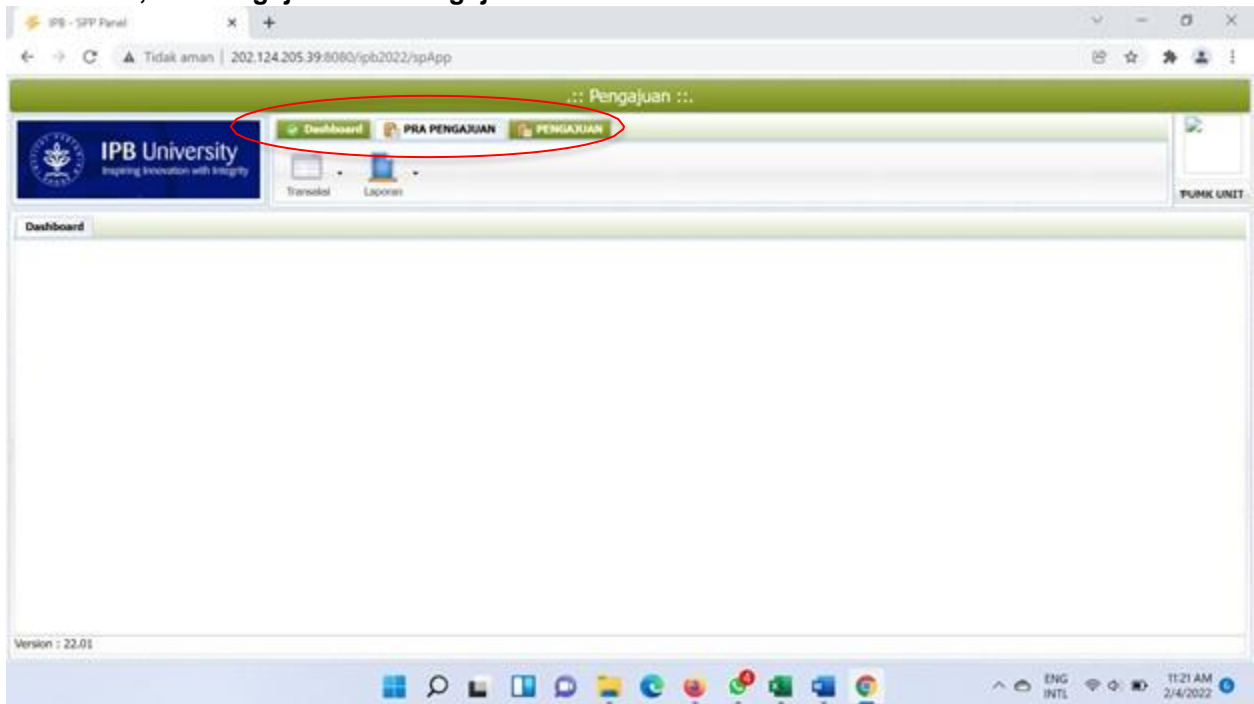 IPB - SPP Panel
Tidak aman | 202.124.205.39:8080/ipb2022/spApp
.:: Pengajuan ::.
Dashboard PRA PENGAJUAN PENGAJUAN
IPB University
Inspiring Innovation with Integrity
Transaksi Laporan
PUMK UNIT
Dashboard
Version : 22.01
4
ENG
INTL
11:21 AM
2/4/2022